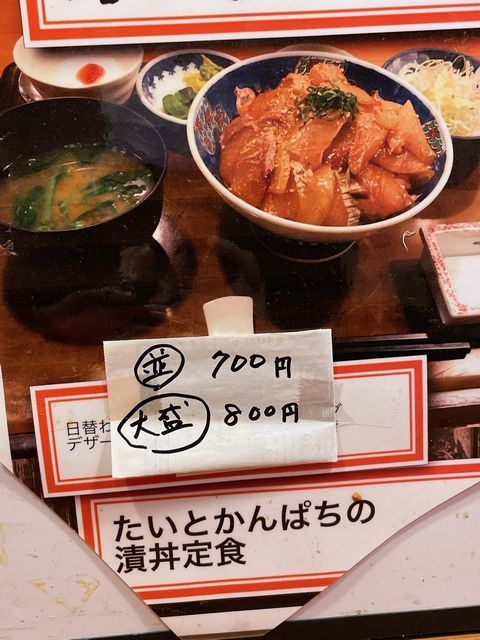 並 700円
大盛 800円
日替わ
デザー
たいとかんぱちの
漬丼定食